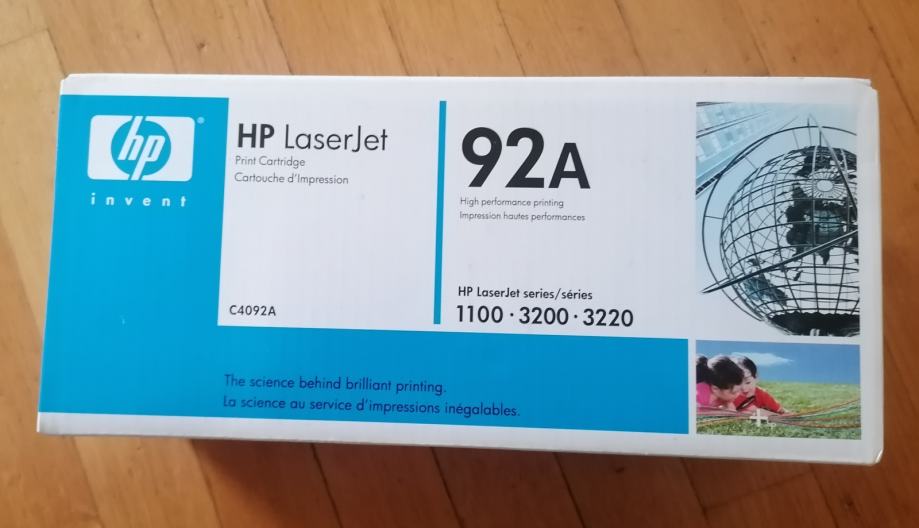 hp®
invent
HP LaserJet
Print Cartridge
Cartouche d'Impression
C4092A
92A
High performance printing
Impression hautes performances
HP LaserJet series/séries
1100 · 3200 · 3220
The science behind brilliant printing.
La science au service d'impressions inégalables.